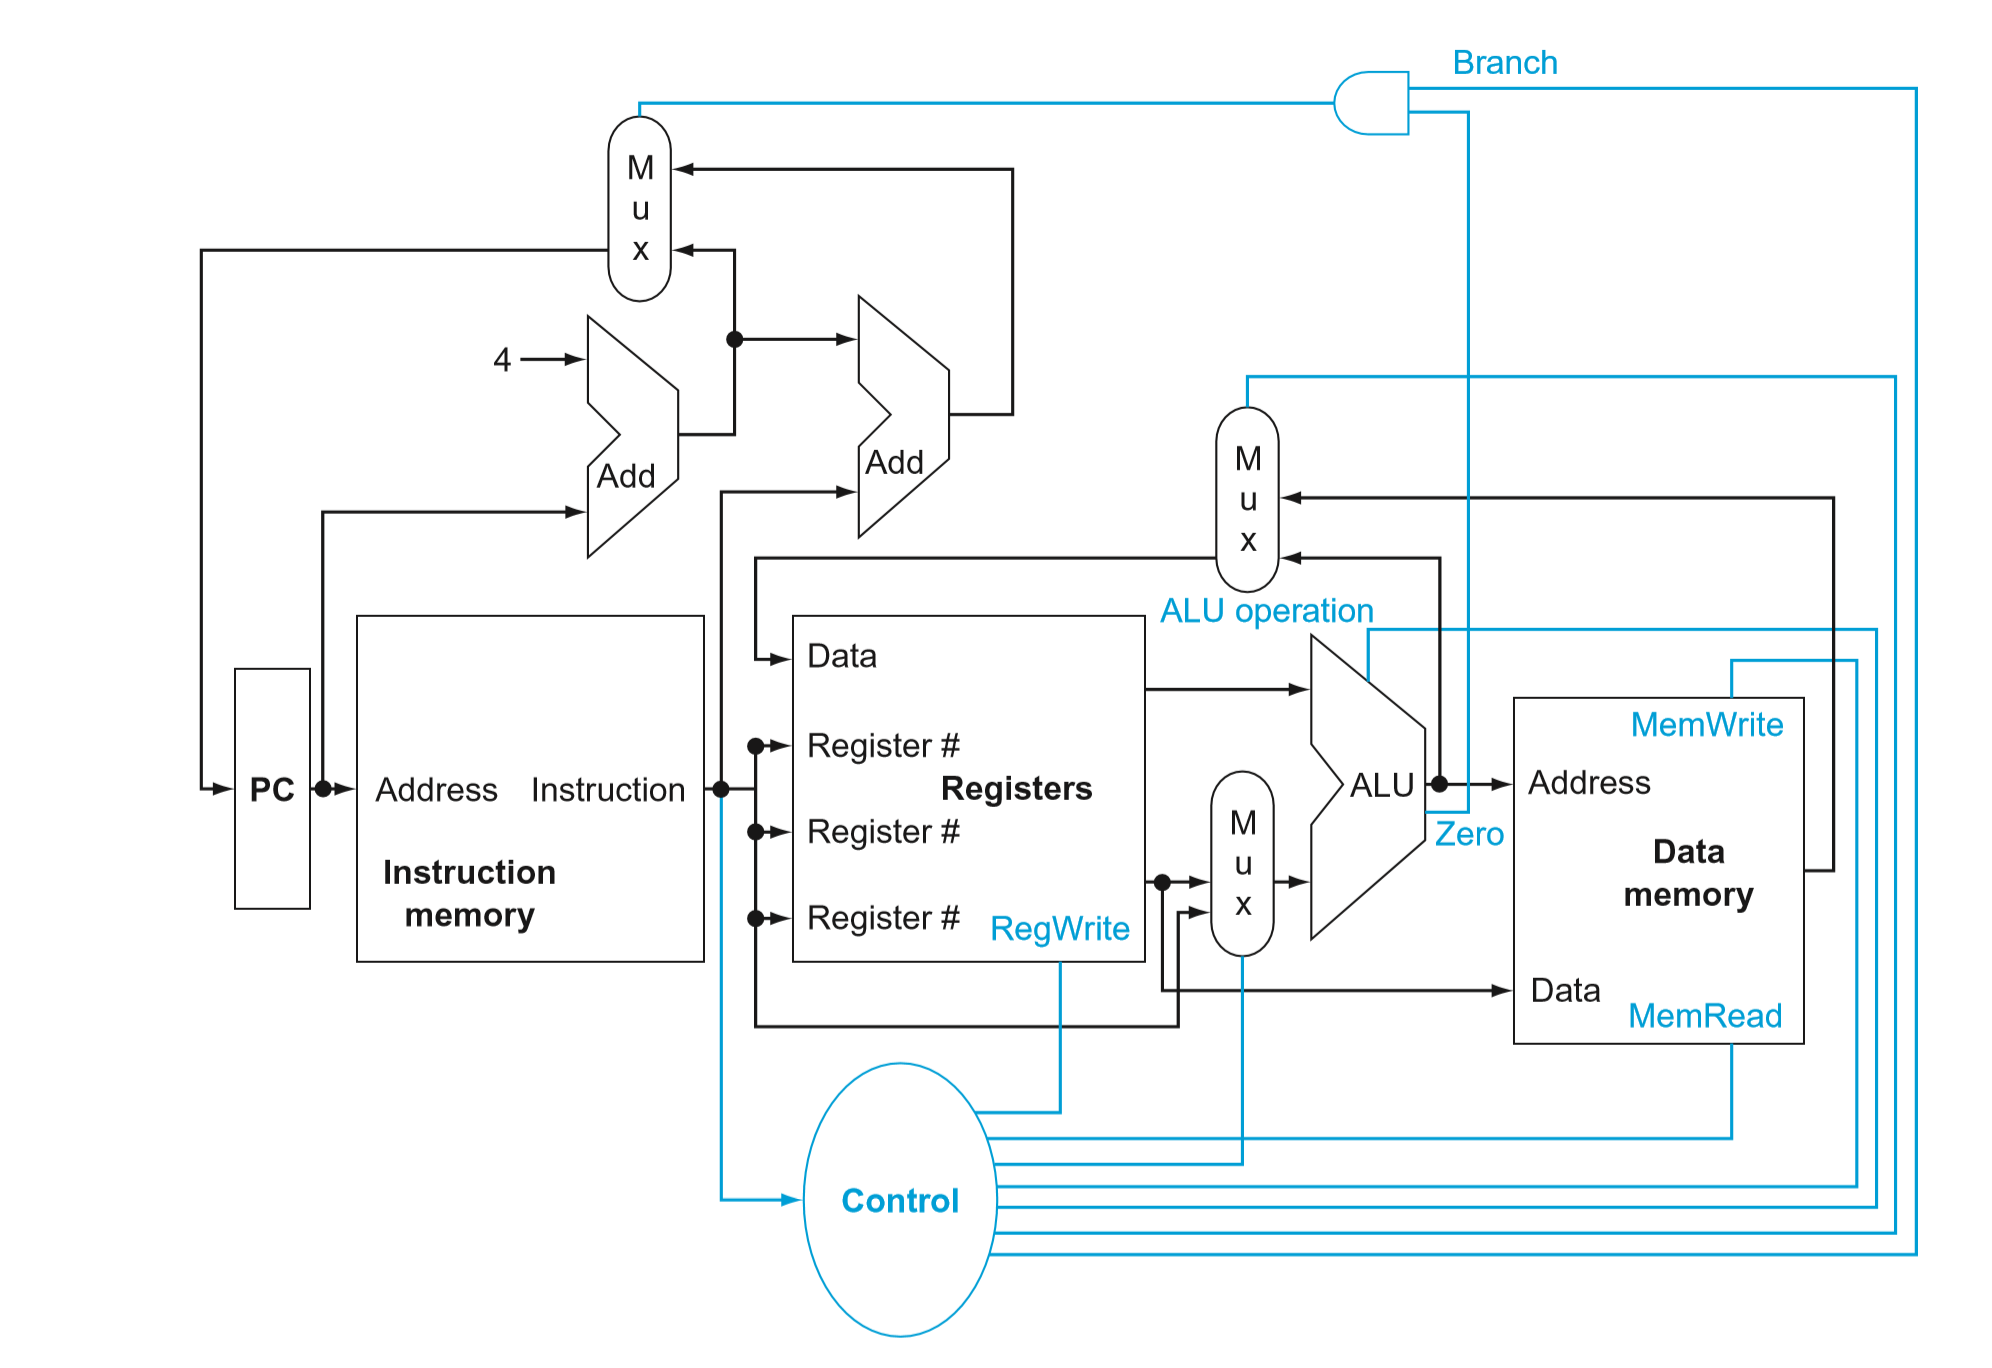 Branch
M
u
x
4
Add
Add
M
u
x
ALU operation
Data
Register #
Registers
Register #
Register #
RegWrite
PC
Address
Instruction
Instruction
memory
M
u
x
ALU
Zero
MemWrite
Address
Data
memory
Data
MemRead
Control